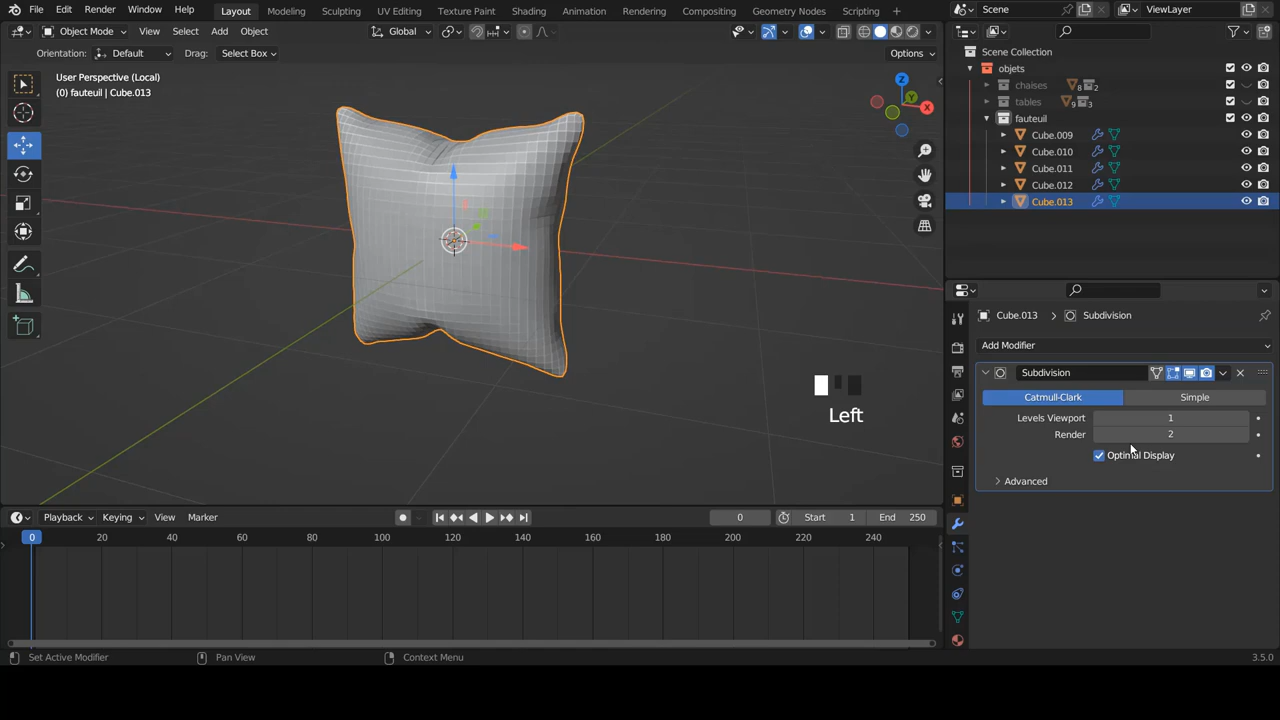 File Edit Render Window Help Layout Modeling Sculpting UV Editing Texture Paint Shading Animation Rendering Compositing Geometry Nodes Scripting + Scene ViewLayer
Object Mode View Select Add Object Global
Orientation: Default Drag: Select Box Options
User Perspective (Local)
(0) fauteuil | Cube.013
Z
Y
X
Left
Scene Collection
objets
chaises 8 2
tables 9 3
fauteuil
Cube.009
Cube.010
Cube.011
Cube.012
Cube.013
Cube.013 > Subdivision
Add Modifier
Subdivision
Catmull-Clark Simple
Levels Viewport 1
Render 2
Optimal Display
Advanced
Playback Keying View Marker 0 Start 1 End 250
0 20 40 60 80 100 120 140 160 180 200 220 240
Set Active Modifier Pan View Context Menu 3.5.0